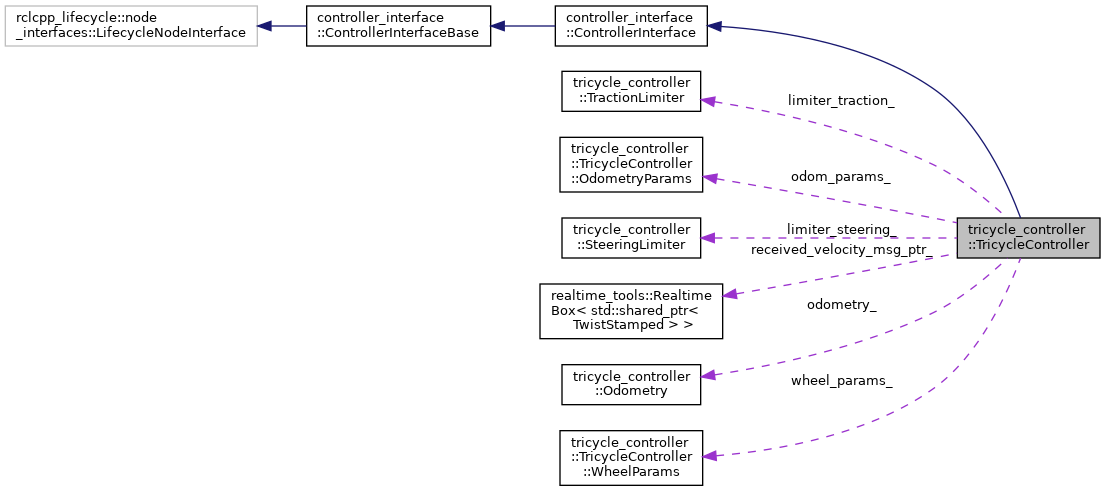 rclcpp_lifecycle::node
_interfaces::LifecycleNodeInterface
controller_interface
::ControllerInterfaceBase
controller_interface
::ControllerInterface
tricycle_controller
::TractionLimiter
limiter_traction_
tricycle_controller
::TricycleController
::OdometryParams
odom_params_
tricycle_controller
::SteeringLimiter
limiter_steering_
tricycle_controller
::TricycleController
received_velocity_msg_ptr_
realtime_tools::Realtime
Box< std::shared_ptr<
TwistStamped > >
odometry_
tricycle_controller
::Odometry
wheel_params_
tricycle_controller
::TricycleController
::WheelParams